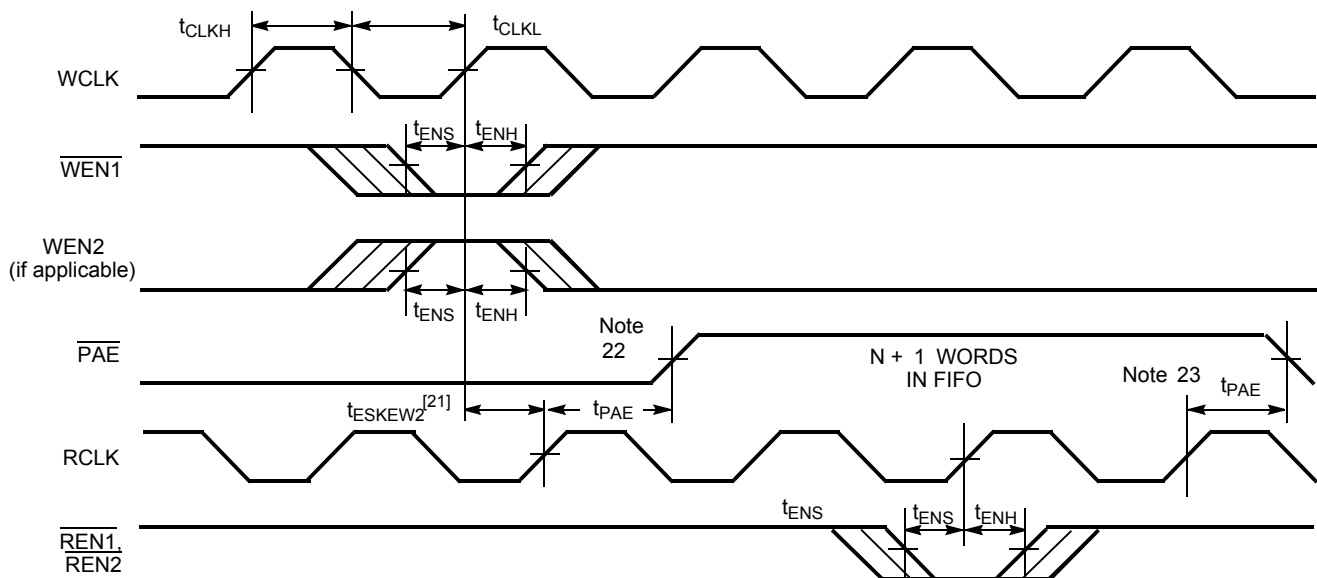 tCLKH
tCLKL
WCLK
tENS
tENH
WEN1
WEN2
(if applicable)
tENS
tENH
Note
22
PAE
N + 1 WORDS
IN FIFO
Note 23
tPAE
tESKEW2[21]
tPAE
RCLK
tENS
tENS
tENH
REN1,
REN2